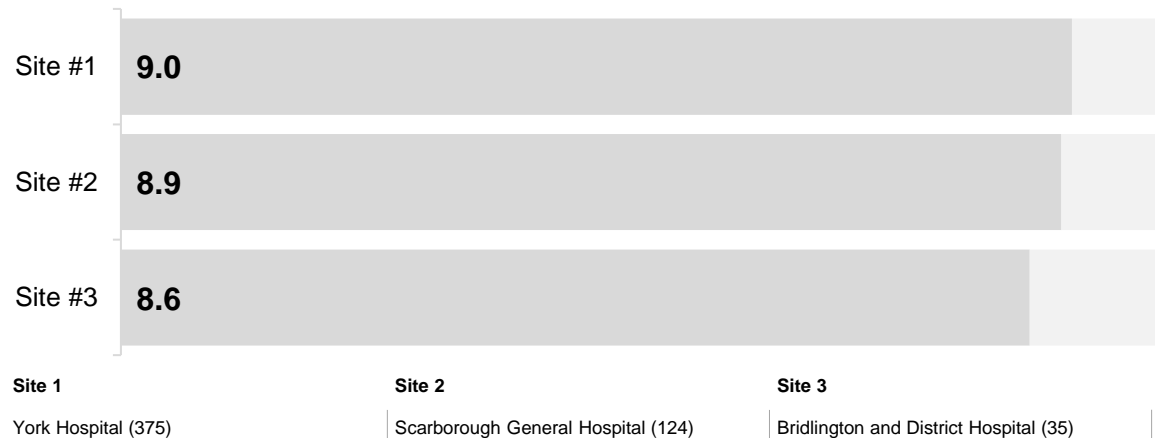 Site #1 9.0
Site #2 8.9
Site #3 8.6
Site 1 Site 2 Site 3
York Hospital (375) Scarborough General Hospital (124) Bridlington and District Hospital (35)